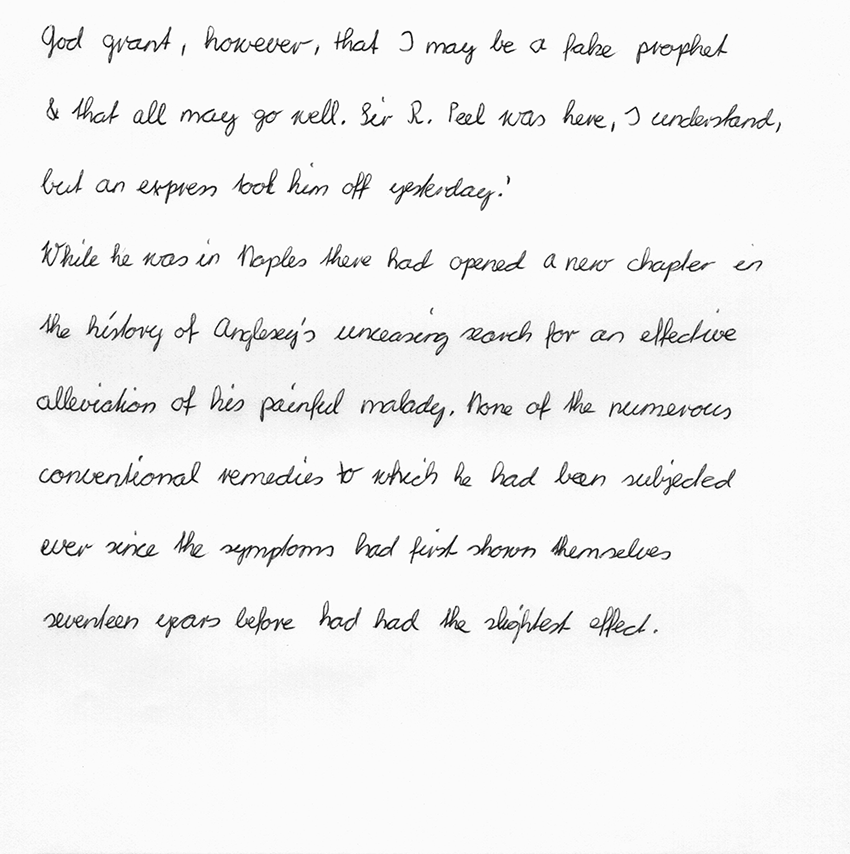 God grant, however, that I may be a false prophet
& that all may go well. Sir R. Peel was here, I understand,
but an express took him off yesterday.'
While he was in Naples there had opened a new chapter in
the history of Anglesey's unceasing search for an effective
alleviation of his painful malady. None of the numerous
conventional remedies to which he had been subjected
ever since the symptoms had first shown themselves
seventeen years before had had the slightest effect.